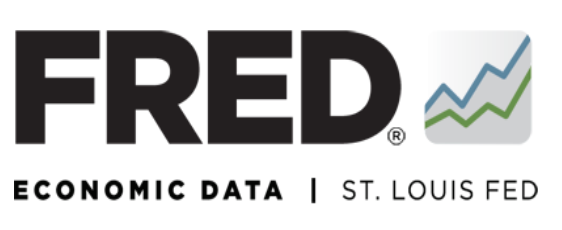 FRED®
ECONOMIC DATA | ST. LOUIS FED